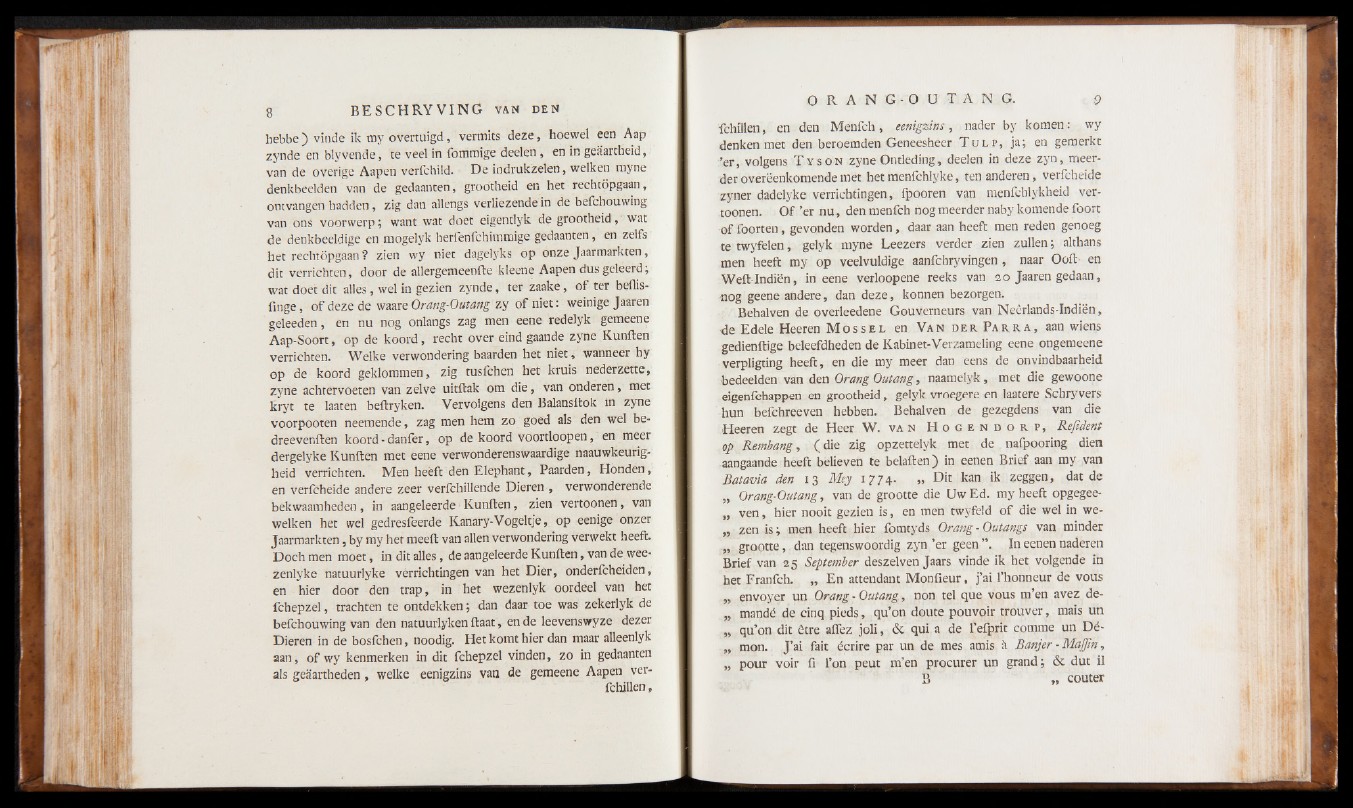 8 BESCHRYVING VAN DEN
hebbe) vinde ik my overtuigd, vermits deze, hoewel een Aap
zynde en blyvende, te veel in ſommige deelen, en in geäartheid,
van de overige Aapen verſchild. De indrukzelen, welken myne
denkbeelden van de gedaanten, grootheid en het rechtöpgaan,
ontvangen hadden, zig dan allengs verliezende in de beſchouwing
van ons voorwerp; want wat doet eigentlyk de grootheid, wat
de denkbeeldige en mogelyk herſenſchimmige gedaanten, en zelfs
het rechtöpgaan? zien wy niet dagelyks op onze Jaarmarkten,
dit verrichten, door de allergemeenſte kleene Aapen dus geleerd;
wat doet dit alles, wel in gezien zynde, ter zaake, of ter beſlis-
ſinge, of deze de waare Orang-Outang zy of niet: weinige Jaaren
geleeden, en nu nog onlangs zag men eene redelyk gemeene
Aap-Soort, op de koord, recht over eind gaande zyne Kunſten
verrichten. Welke verwondering baarden het niet, wanneer hy
op de koord geklommen, zig tusſchen het kruis nederzette,
zyne achtervoeten van zelve uitſtak om die, van onderen, met
kryt te laaten beſtryken. Vervolgens den Balansſtok in zyne
voorpooten neemende, zag men hem zo goed als den wel be-
dreevenſten koord-danſer, op de koord voortloopen, en meer
dergelyke Kunſten met eene verwonderenswaardige naauwkeurig-
heid verrichten. Men heeft den Elephant, Paarden, Honden,
en verſcheide andere zeer verſchillende Dieren, verwonderende
bekwaamheden, in aangeleerde Kunſten, zien vertoonen, van
welken het wel gedresſeerde Kanary-Vogeltje, op eenige onzer
Jaarmarkten, by my het meeſt van allen verwondering verwekt heeft.
Doch men moet, in dit alles, de aangeleerde Kunſten, van de wee-
zenlyke natuurlyke verrichtingen van het Dier, onderſcheiden,
en hier door den trap, in het wezenlyk oordeel van het
ſchepzel, trachten te ontdekken; dan daar toe was zekerlyk de
beſchouwing van den natuurlyken ſtaat, en de leevenswyze dezer
Dieren in de bosſchen, noodig. Het komt hier dan maar alleenlyk
aan, of wy kenmerken in dit ſchepzel vinden, zo in gedaanten
als geäartheden, welke eenigzins van de gemeene Aapen ver-
ſchillen,
ORANG-OUTANG. 9
ſchillen, en den Menſch, eenigzins, nader by komen: wy
denken met den beroemden Geneesheer TULP, ja; en gemerkt
'er, volgens TYSON zyne Ontleding, deelen in deze zyn, meer-
der overëenkomende met het menſchlyke, ten anderen, verſcheide
zyner dadelyke verrichtingen, ſpooren van menſchlykheid ver-
toonen. Of 'er nu, den menſch nog meerder naby komende ſoort
of ſoorten, gevonden worden, daar aan heeft men reden genoeg
te twyfelen, gelyk myne Leezers verder zien zullen; althans
men heeft my op veelvuldige aanſchryvingen, naar Ooſt- en
Weſt-Indiën, in eene verloopene reeks van 20 Jaaren gedaan,
nog geene andere, dan deze, konnen bezorgen.
Behalven de overleedene Gouverneurs van Neêrlands-Indiën,
de Edele Heeren MOSSEL en VAN DER PARRA, aan wiens
gedienſtige beleefdheden de Kabinet-Verzameling eene ongemeene
verpligting heeft, en die my meer dan eens de onvindbaarheid
bedeelden van den Orang Outang, naamelyk, met die gewoone
eigenſchappen en grootheid, gelyk vroegere en laatere Schryvers
hun beſchreeven hebben. Behalven de gezegdens van die
Heeren zegt de Heer W. VAN HOGENDORP, Reſident
op Rembang, (die zig opzettelyk met de naſpooring dien
aangaande heeft believen te belaſten) in eenen Brief aan my van
Batavia den 13 Mey 1774. „ Dit kan ik zeggen, dat de
„ Orang-Outang, van de grootte die Uw Ed. my heeft opgegee-
„ ven, hier nooit gezien is, en men twyfeld of die wel in we-
„ zen is; men heeft hier ſomtyds Orang-Outangs van minder
„ grootte, dan tegenswoordig zyn 'er geen”. In eenen naderen
Brief van 25 September deszelven Jaars vinde ik het volgende in
het Franſch. „ En attendant Monſieur, j'ai l'honneur de vous
„ envoyer un Orang-Outang, non tel que vous m'en avez de-
„ mandé de cinq pieds, qu'on doute pouvoir trouver, mais un
„ qu'on dit être aſſez joli, & qui a de l'eſprit comme un Dé-
„ mon. J'ai fait écrire par un de mes amis à Banjer-Maſſin,
„ pour voir ſi l'on peut m'en procurer un grand; & dut il
B „ couter